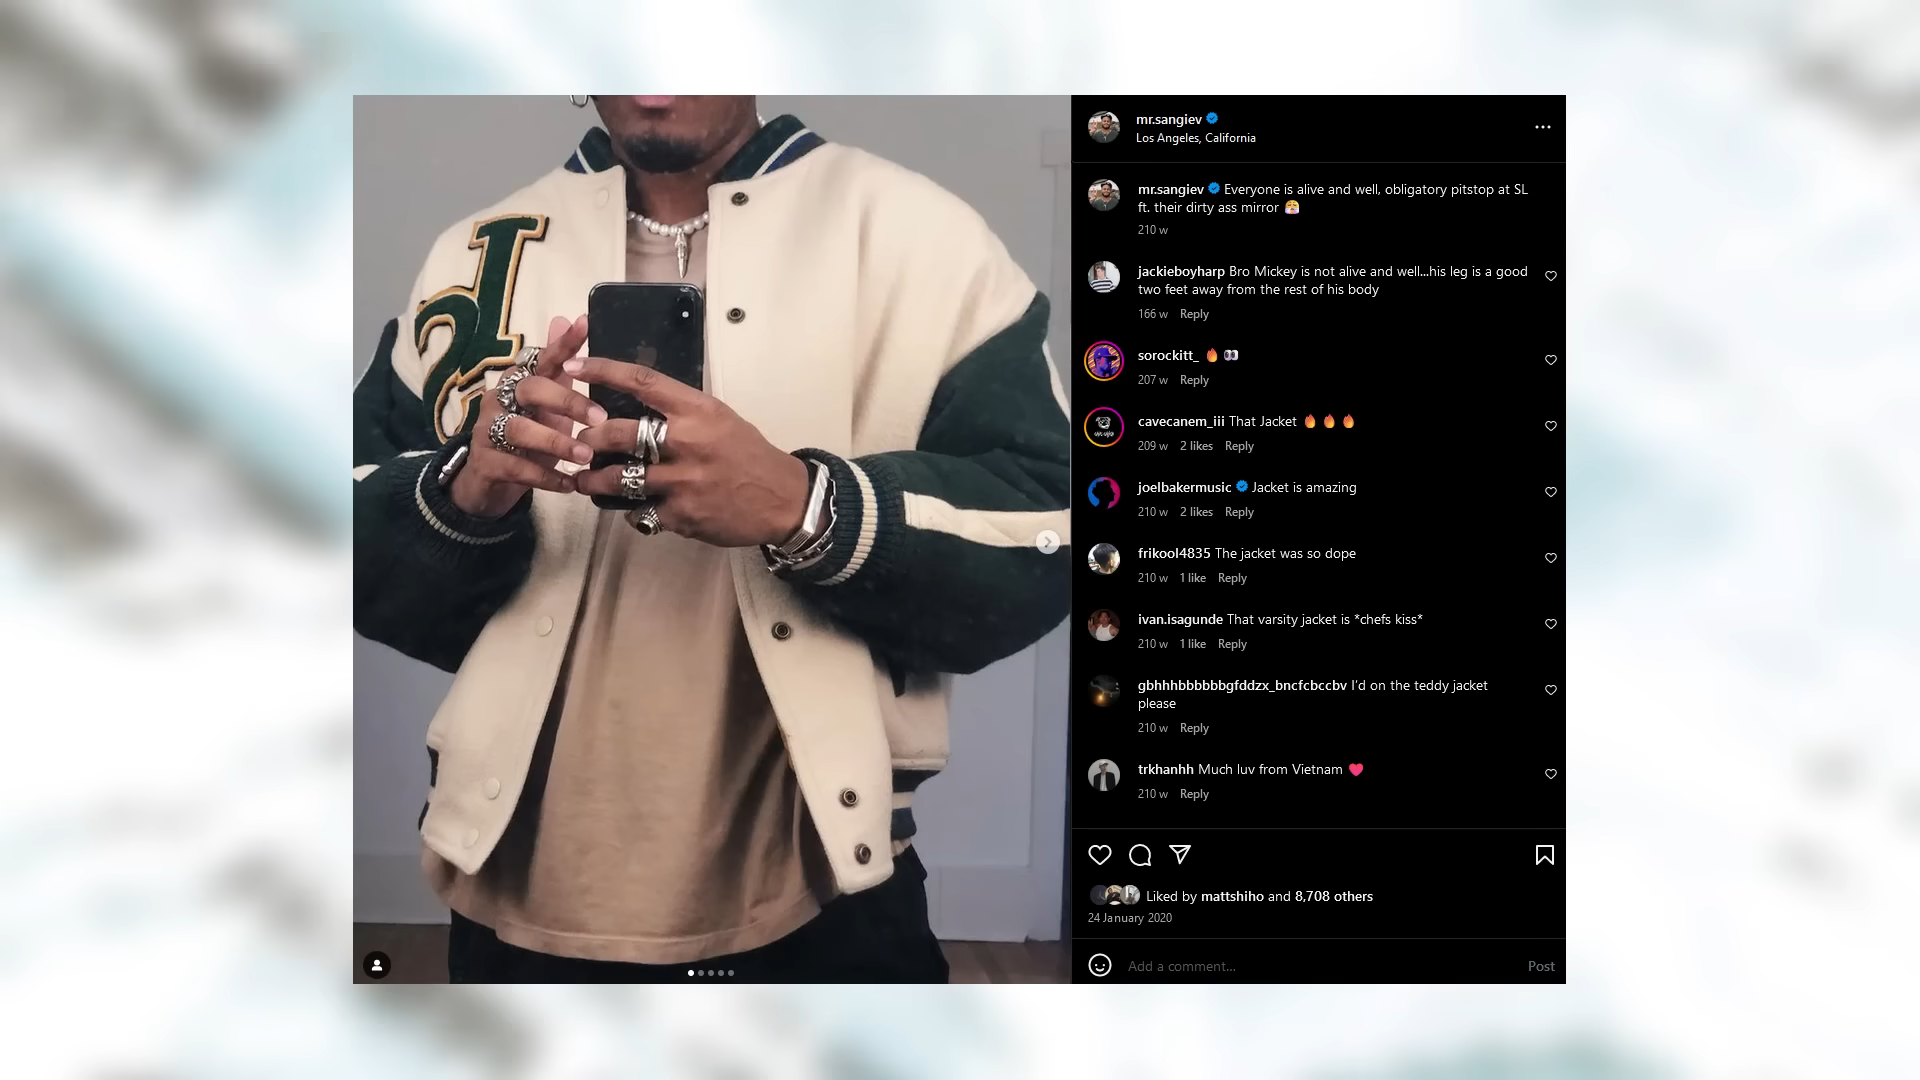 mr.sangiev
Los Angeles, California
mr.sangiev Everyone is alive and well, obligatory pitstop at SL
ft. their dirty ass mirror 😤
210 w
jackieboyharp Bro Mickey is not alive and well...his leg is a good
two feet away from the rest of his body
166 w Reply
sorockitt_ 🔥 👀
207 w Reply
cavecanem_iii That Jacket 🔥 🔥 🔥
209 w 2 likes Reply
joelbakermusic Jacket is amazing
210 w 2 likes Reply
frikool4835 The jacket was so dope
210 w 1 like Reply
ivan.isagunde That varsity jacket is *chefs kiss*
210 w 1 like Reply
gbhhhbbbbbbgfddzx_bncfcbccbv I'd on the teddy jacket
please
210 w Reply
trkhanhh Much luv from Vietnam ❤️
210 w Reply
Liked by mattshiho and 8,708 others
24 January 2020
Add a comment...
Post